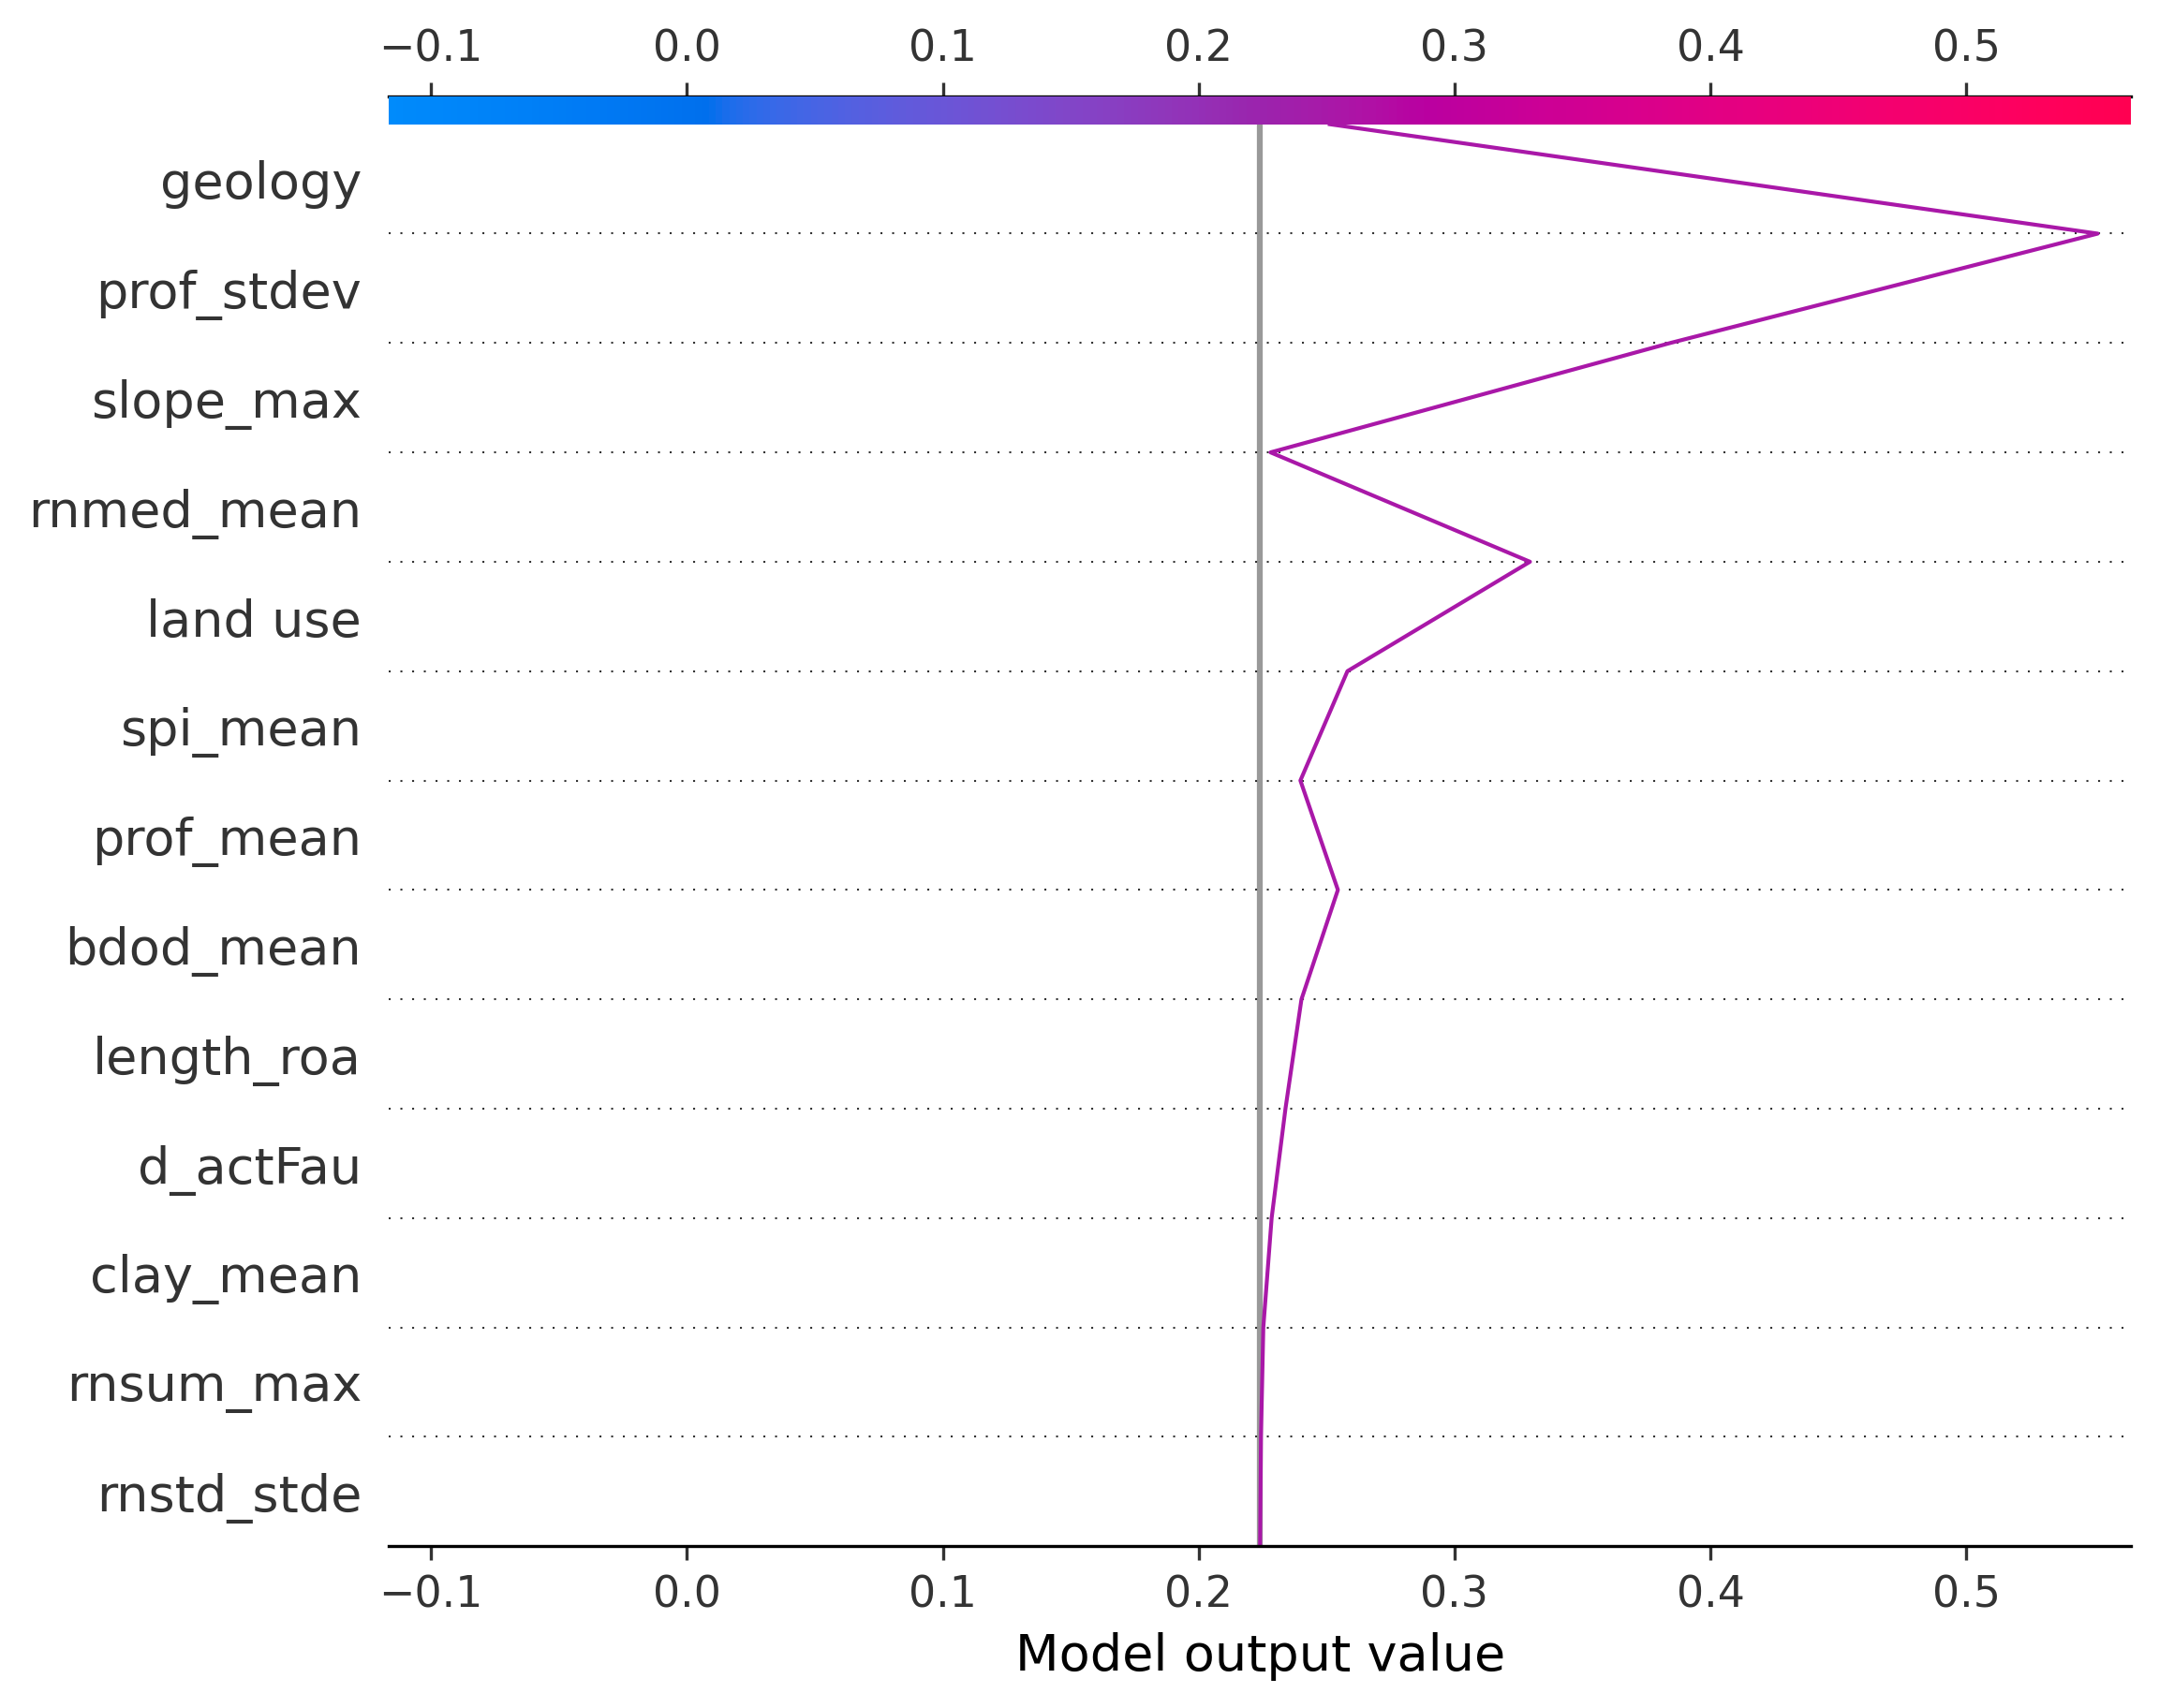 −0.1 0.0 0.1 0.2 0.3 0.4 0.5
geology
prof_stdev
slope_max
rnmed_mean
land use
spi_mean
prof_mean
bdod_mean
length_roa
d_actFau
clay_mean
rnsum_max
rnstd_stde
−0.1 0.0 0.1 0.2 0.3 0.4 0.5
Model output value